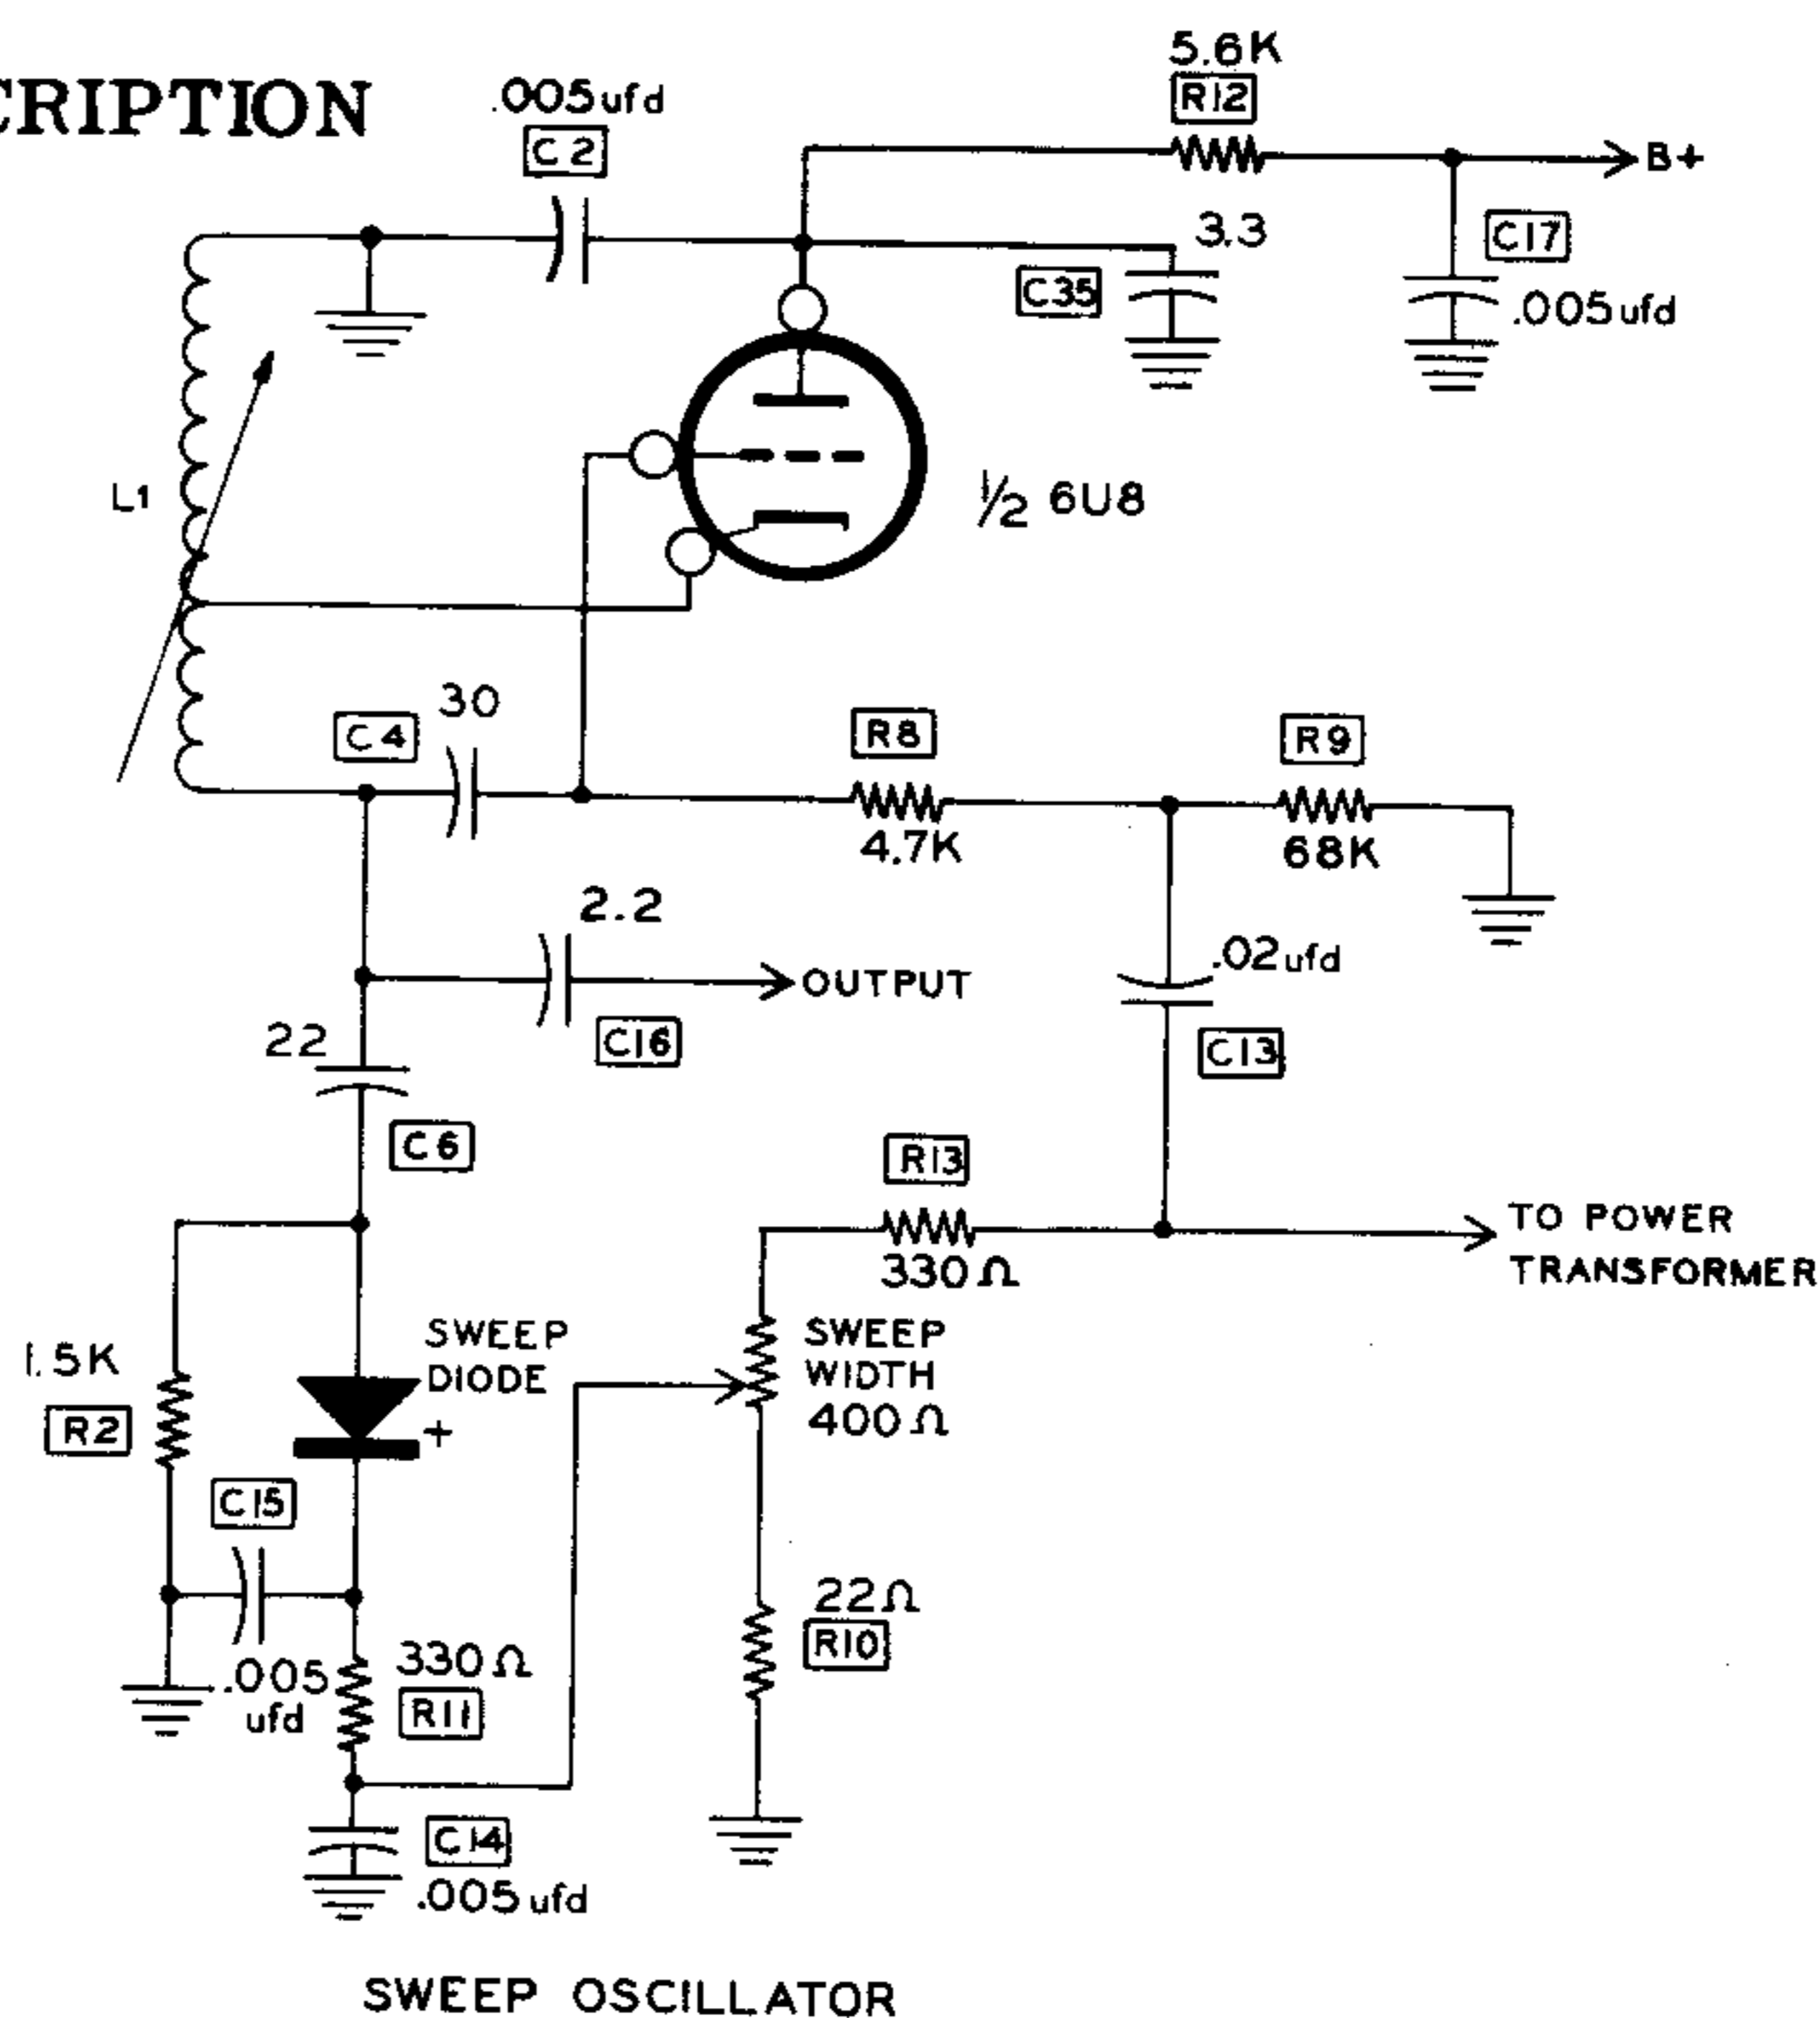 CRIPTION
.005ufd
C2
5.6K
R12
B+
3.3
C35
C17
.005ufd
L1
1/2 6U8
30
C4
R8
4.7K
R9
68K
2.2
OUTPUT
C16
.02ufd
C13
22
C6
R13
330Ω
TO POWER
TRANSFORMER
1.5K
R2
SWEEP
DIODE
+
SWEEP
WIDTH
400Ω
C15
.005
ufd
330Ω
R11
22Ω
R10
C14
.005ufd
SWEEP OSCILLATOR